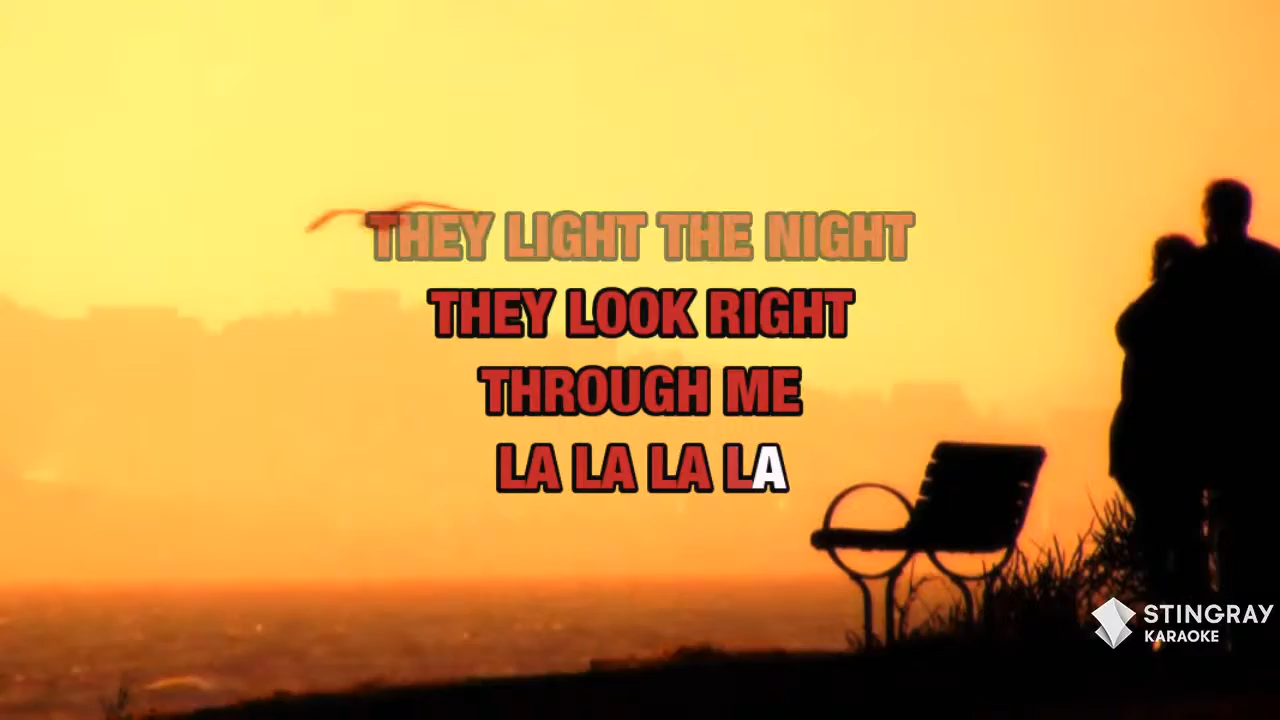 THEY LIGHT THE NIGHT
THEY LOOK RIGHT
THROUGH ME
LA LA LA LA
STINGRAY
KARAOKE